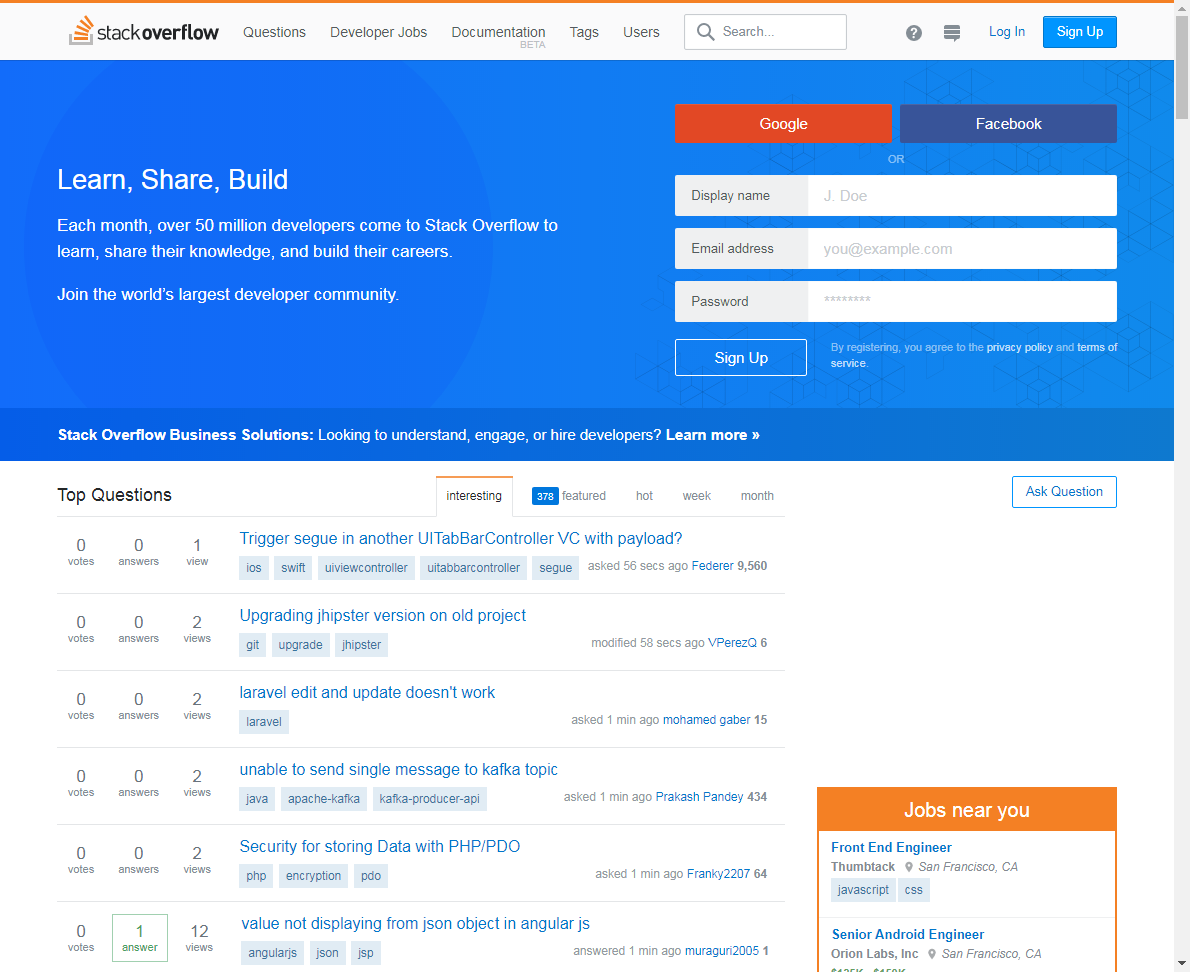 stackoverflow Questions Developer Jobs Documentation Tags Users Search... ? Log In Sign Up
BETA
Google Facebook
OR
Learn, Share, Build
Each month, over 50 million developers come to Stack Overflow to
learn, share their knowledge, and build their careers.
Join the world's largest developer community.
Display name J. Doe
Email address you@example.com
Password ********
Sign Up By registering, you agree to the privacy policy and terms of
service.
Stack Overflow Business Solutions: Looking to understand, engage, or hire developers? Learn more »
Top Questions interesting 378 featured hot week month Ask Question
0 votes 0 answers 1 view
Trigger segue in another UITabBarController VC with payload?
ios swift uiviewcontroller uitabbarcontroller segue asked 56 secs ago Federer 9,560
0 votes 0 answers 2 views
Upgrading jhipster version on old project
git upgrade jhipster modified 58 secs ago VPerezQ 6
0 votes 0 answers 2 views
laravel edit and update doesn't work
laravel asked 1 min ago mohamed gaber 15
0 votes 0 answers 2 views
unable to send single message to kafka topic
java apache-kafka kafka-producer-api asked 1 min ago Prakash Pandey 434
0 votes 0 answers 2 views
Security for storing Data with PHP/PDO
php encryption pdo asked 1 min ago Franky2207 64
0 votes 1 answer 12 views
value not displaying from json object in angular js
angularjs json jsp answered 1 min ago muraguri2005 1
Jobs near you
Front End Engineer
Thumbtack San Francisco, CA
javascript css
Senior Android Engineer
Orion Labs, Inc San Francisco, CA